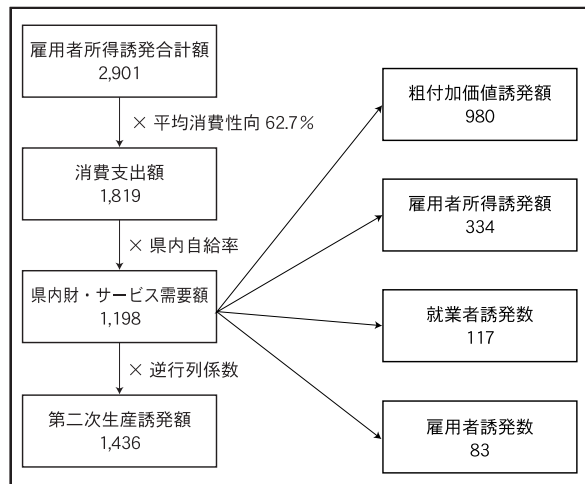 雇用者所得誘発合計額
2,901
× 平均消費性向 62.7%
消費支出額
1,819
× 県内自給率
県内財・サービス需要額
1,198
× 逆行列係数
第二次生産誘発額
1,436
粗付加価値誘発額
980
雇用者所得誘発額
334
就業者誘発数
117
雇用者誘発数
83